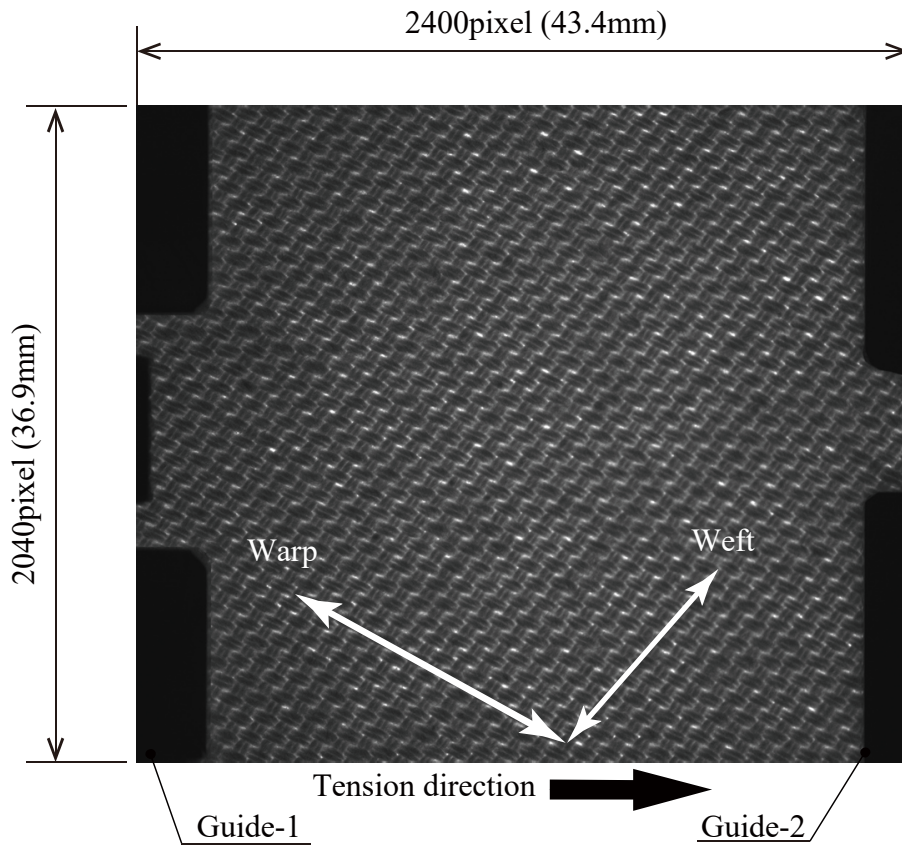 2400pixel (43.4mm)
2040pixel (36.9mm)
Warp
Weft
Tension direction
Guide-1
Guide-2